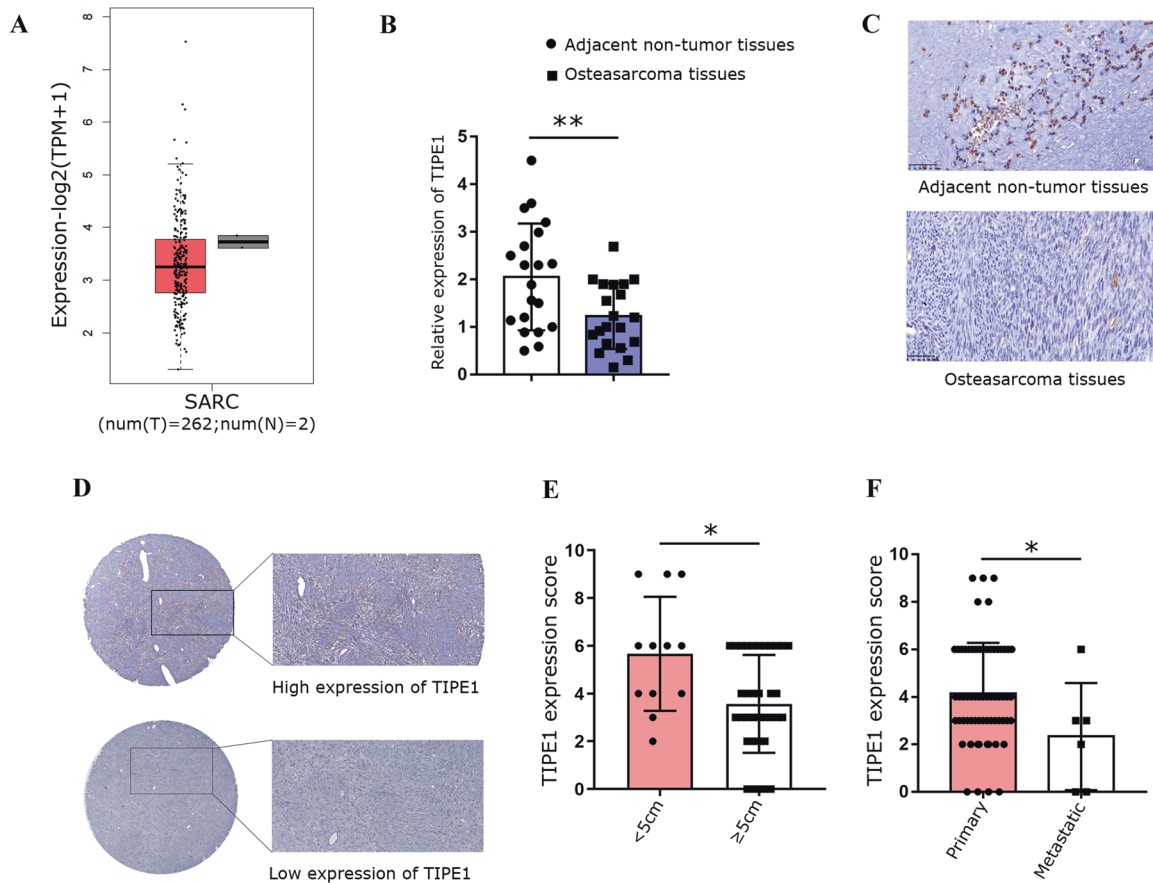 A
Expression-log2(TPM+1)
8
7
6
5
4
3
2
SARC
(num(T)=262;num(N)=2)
B
Adjacent non-tumor tissues
Osteasarcoma tissues
**
Relative expression of TIPE1
5
4
3
2
1
0
C
Adjacent non-tumor tissues
Osteasarcoma tissues
D
High expression of TIPE1
Low expression of TIPE1
E
*
TIPE1 expression score
10
8
6
4
2
0
<5cm
≥5cm
F
*
TIPE1 expression score
10
8
6
4
2
0
Primary
Metastatic